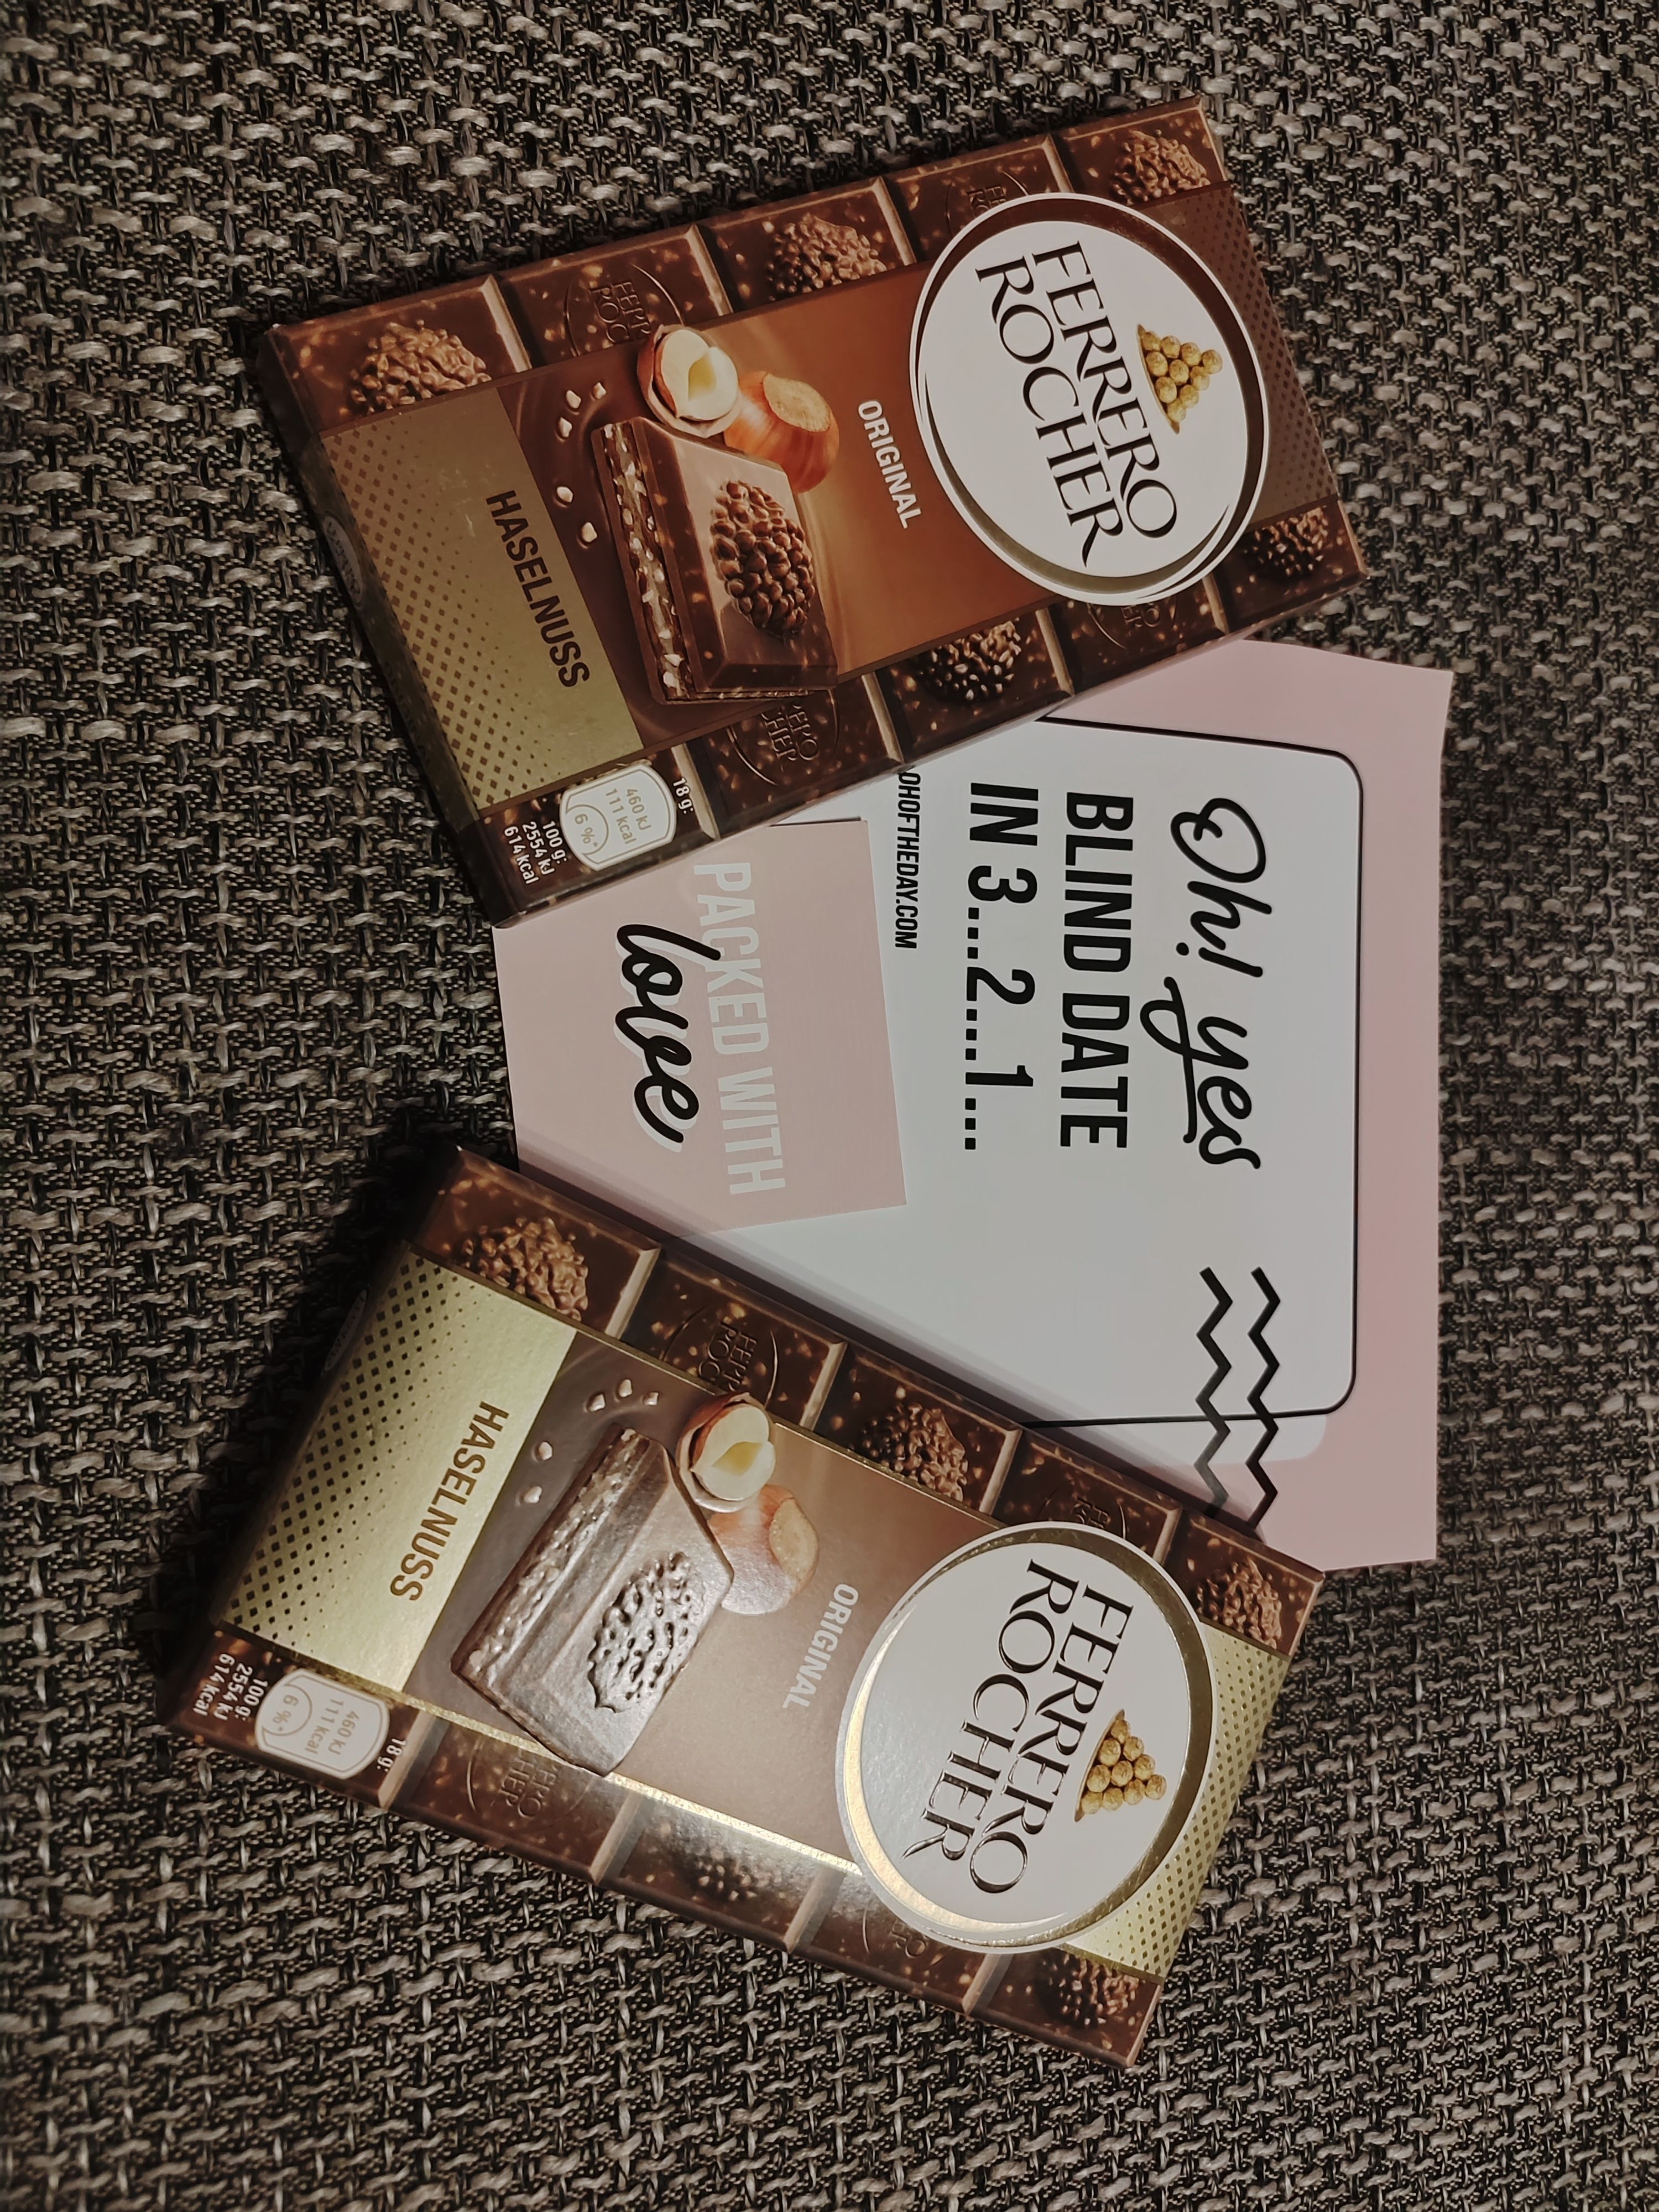 FERRERO
ROCHER
ORIGINAL
HASELNUSS
18 g:
460 kJ
111 kcal
6 %*
100 g:
2554 kJ
614 kcal
Oh! yes
BLIND DATE
IN 3...2...1...
OHOFTHEDAY.COM
PACKED WITH
love
FERRERO
ROCHER
ORIGINAL
HASELNUSS
18 g:
460 kJ
111 kcal
6 %*
100 g:
2554 kJ
614 kcal